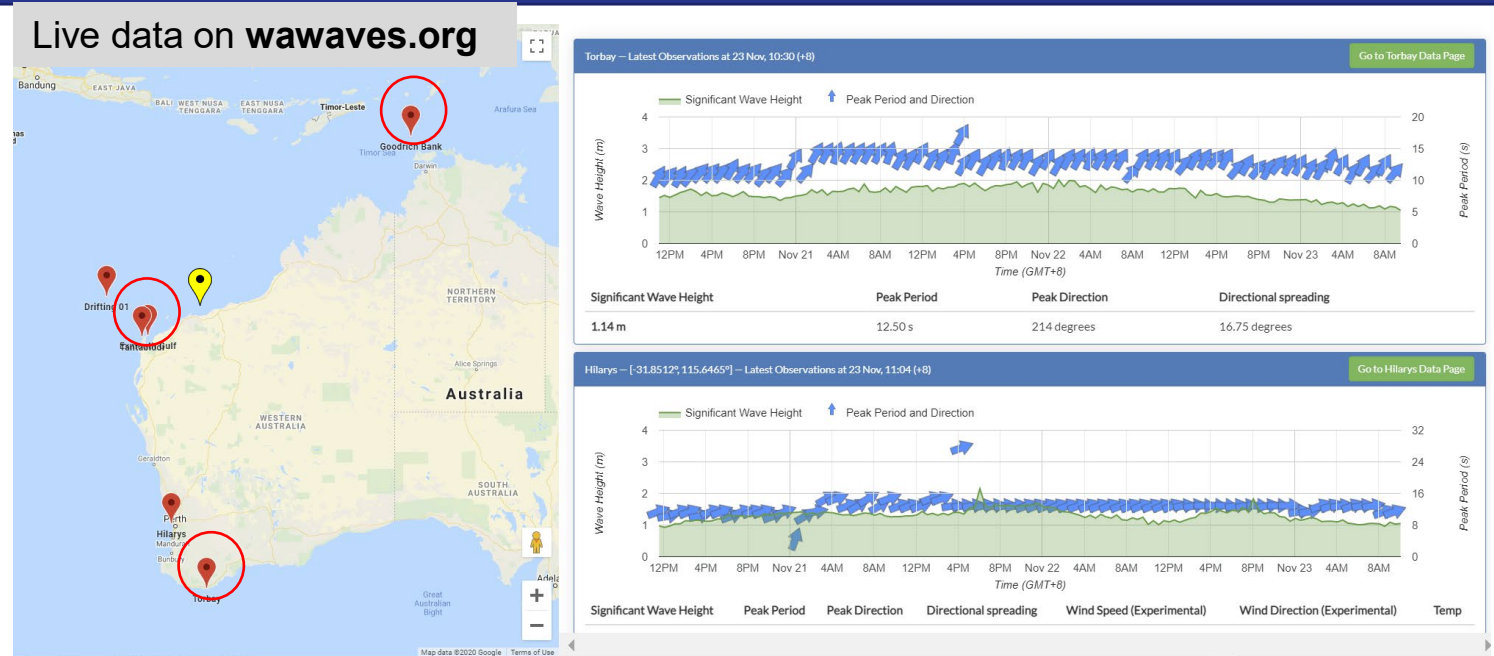 Live data on wawaves.org
Bandung
EAST JAVA
BALI
WEST NUSA
TENGGARA
EAST NUSA
TENGGARA
Timor-Leste
Arafura Sea
Timor Sea
Goodrich Bank
Darwin
Drifting 01
NORTHERN
TERRITORY
Alice Springs
Australia
WESTERN
AUSTRALIA
Geraldton
SOUTH
AUSTRALIA
Perth
Hilarys
Mandurah
Bunbury
Torbay
Great
Australian
Bight
Map data ©2020 Google
Terms of Use
Torbay — Latest Observations at 23 Nov, 10:30 (+8)
Go to Torbay Data Page
Significant Wave Height Peak Period and Direction
Wave Height (m)
4
3
2
1
0
20
15
10
5
0
Peak Period (s)
12PM 4PM 8PM Nov 21 4AM 8AM 12PM 4PM 8PM Nov 22 4AM 8AM 12PM 4PM 8PM Nov 23 4AM 8AM
Time (GMT+8)
Significant Wave Height Peak Period Peak Direction Directional spreading
1.14 m 12.50 s 214 degrees 16.75 degrees
Hilarys — [-31.8512º, 115.6465º] — Latest Observations at 23 Nov, 11:04 (+8)
Go to Hilarys Data Page
Significant Wave Height Peak Period and Direction
Wave Height (m)
4
3
2
1
0
32
24
16
8
0
Peak Period (s)
12PM 4PM 8PM Nov 21 4AM 8AM 12PM 4PM 8PM Nov 22 4AM 8AM 12PM 4PM 8PM Nov 23 4AM 8AM
Time (GMT+8)
Significant Wave Height Peak Period Peak Direction Directional spreading Wind Speed (Experimental) Wind Direction (Experimental) Temp